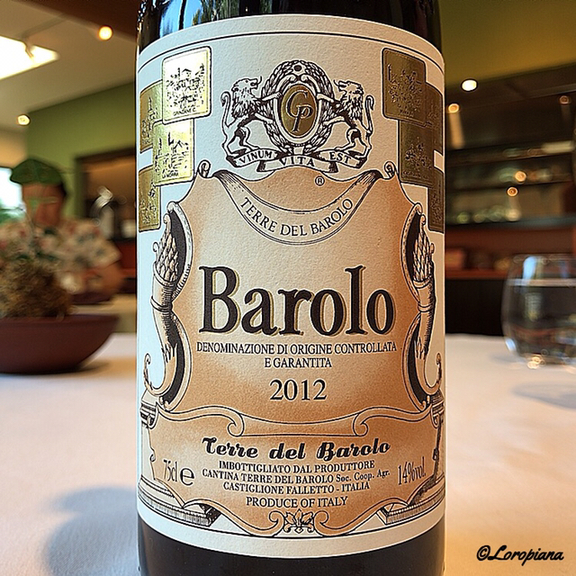 CP
VINUM VITA EST
®
TERRE DEL BAROLO
Barolo
DENOMINAZIONE DI ORIGINE CONTROLLATA
E GARANTITA
2012
Terre del Barolo
IMBOTTIGLIATO DAL PRODUTTORE
75cl e CANTINA TERRE DEL BAROLO Soc. Coop. Agr. 14%vol
CASTIGLIONE FALLETTO - ITALIA
PRODUCE OF ITALY
©Loropiana